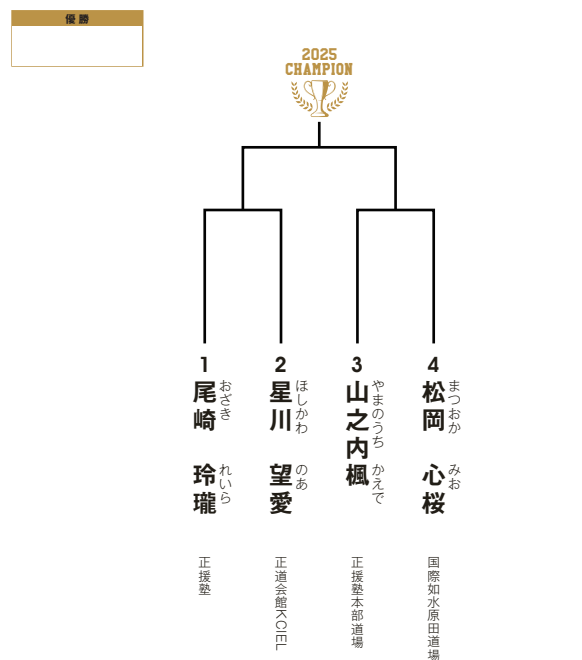 優勝
2025
CHAMPION
1
尾崎 玲瓏
おざき れいら
正援塾
2
星川 望愛
ほしかわ のあ
正道会館KCIEL
3
山之内 楓
やまのうち かえで
正援塾本部道場
4
松岡 心桜
まつおか みお
国際如水原田道場